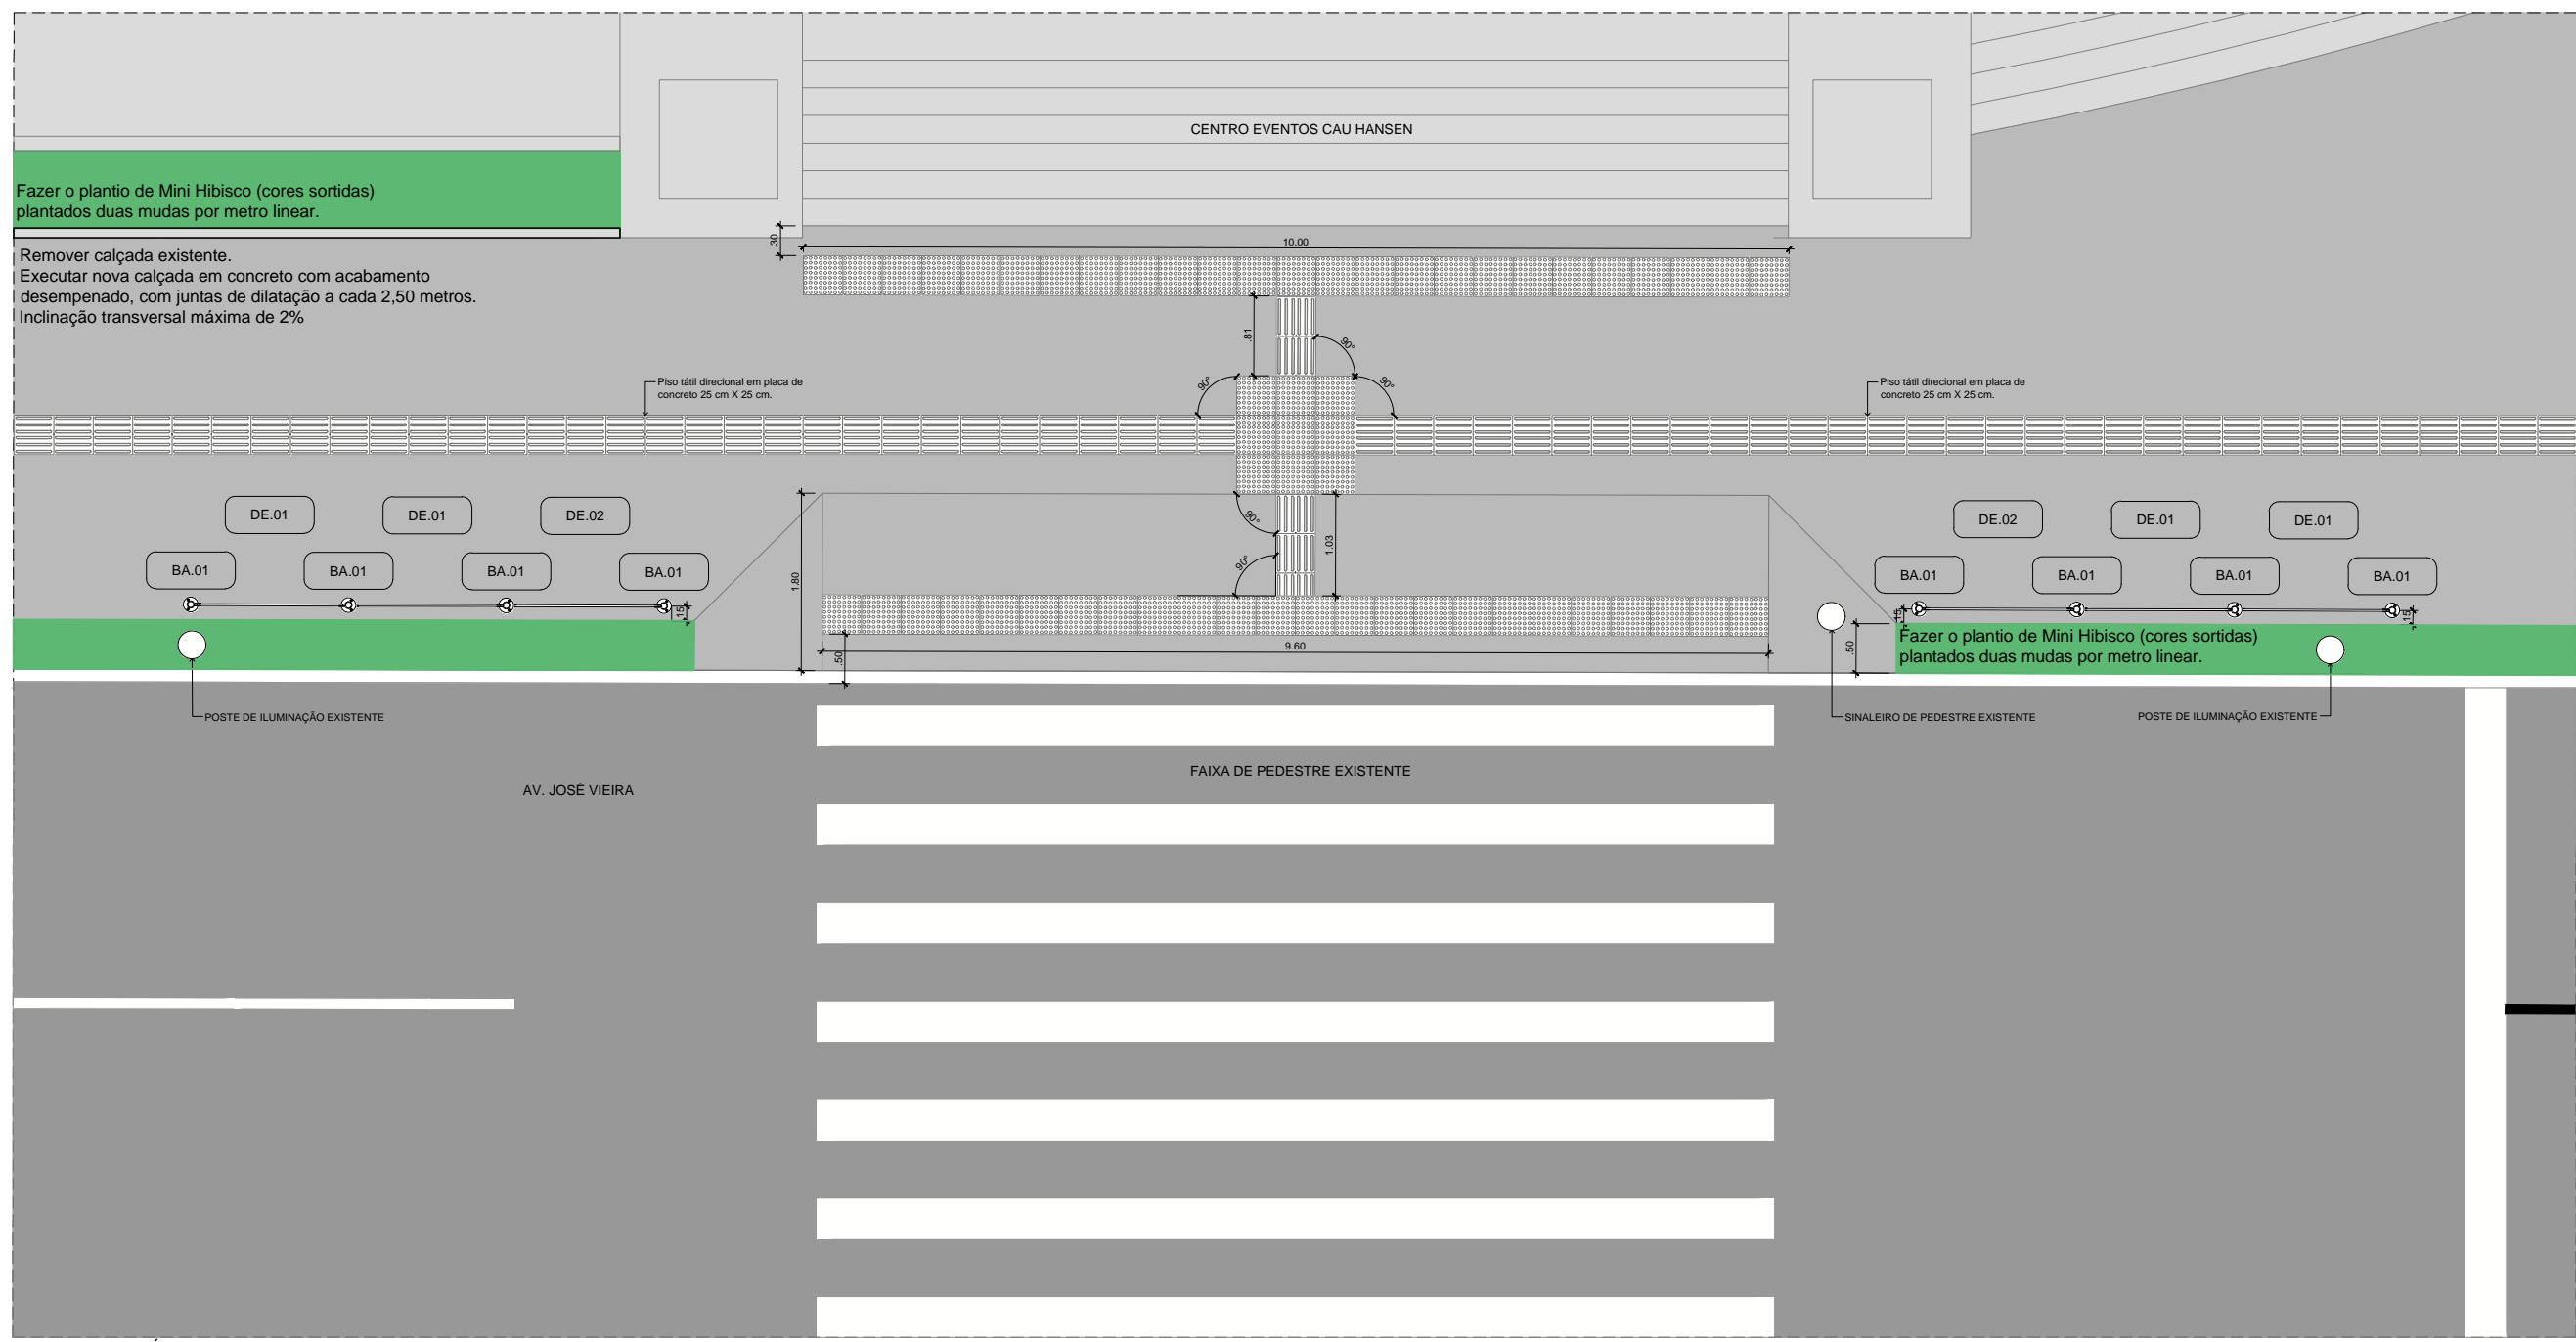 CENTRO EVENTOS CAU HANSEN
Fazer o plantio de Mini Hibisco (cores sortidas)
plantados duas mudas por metro linear.
.30
10.00
Remover calçada existente.
Executar nova calçada em concreto com acabamento
desempenado, com juntas de dilatação a cada 2,50 metros.
Inclinação transversal máxima de 2%
.81
90°
90°
90°
Piso tátil direcional em placa de
concreto 25 cm X 25 cm.
Piso tátil direcional em placa de
concreto 25 cm X 25 cm.
DE.01
DE.01
DE.02
BA.01
BA.01
BA.01
BA.01
.15
1.80
90°
90°
1.03
.50
9.60
DE.02
DE.01
DE.01
BA.01
BA.01
BA.01
BA.01
.15
.15
.50
Fazer o plantio de Mini Hibisco (cores sortidas)
plantados duas mudas por metro linear.
POSTE DE ILUMINAÇÃO EXISTENTE
SINALEIRO DE PEDESTRE EXISTENTE
POSTE DE ILUMINAÇÃO EXISTENTE
FAIXA DE PEDESTRE EXISTENTE
AV. JOSÉ VIEIRA